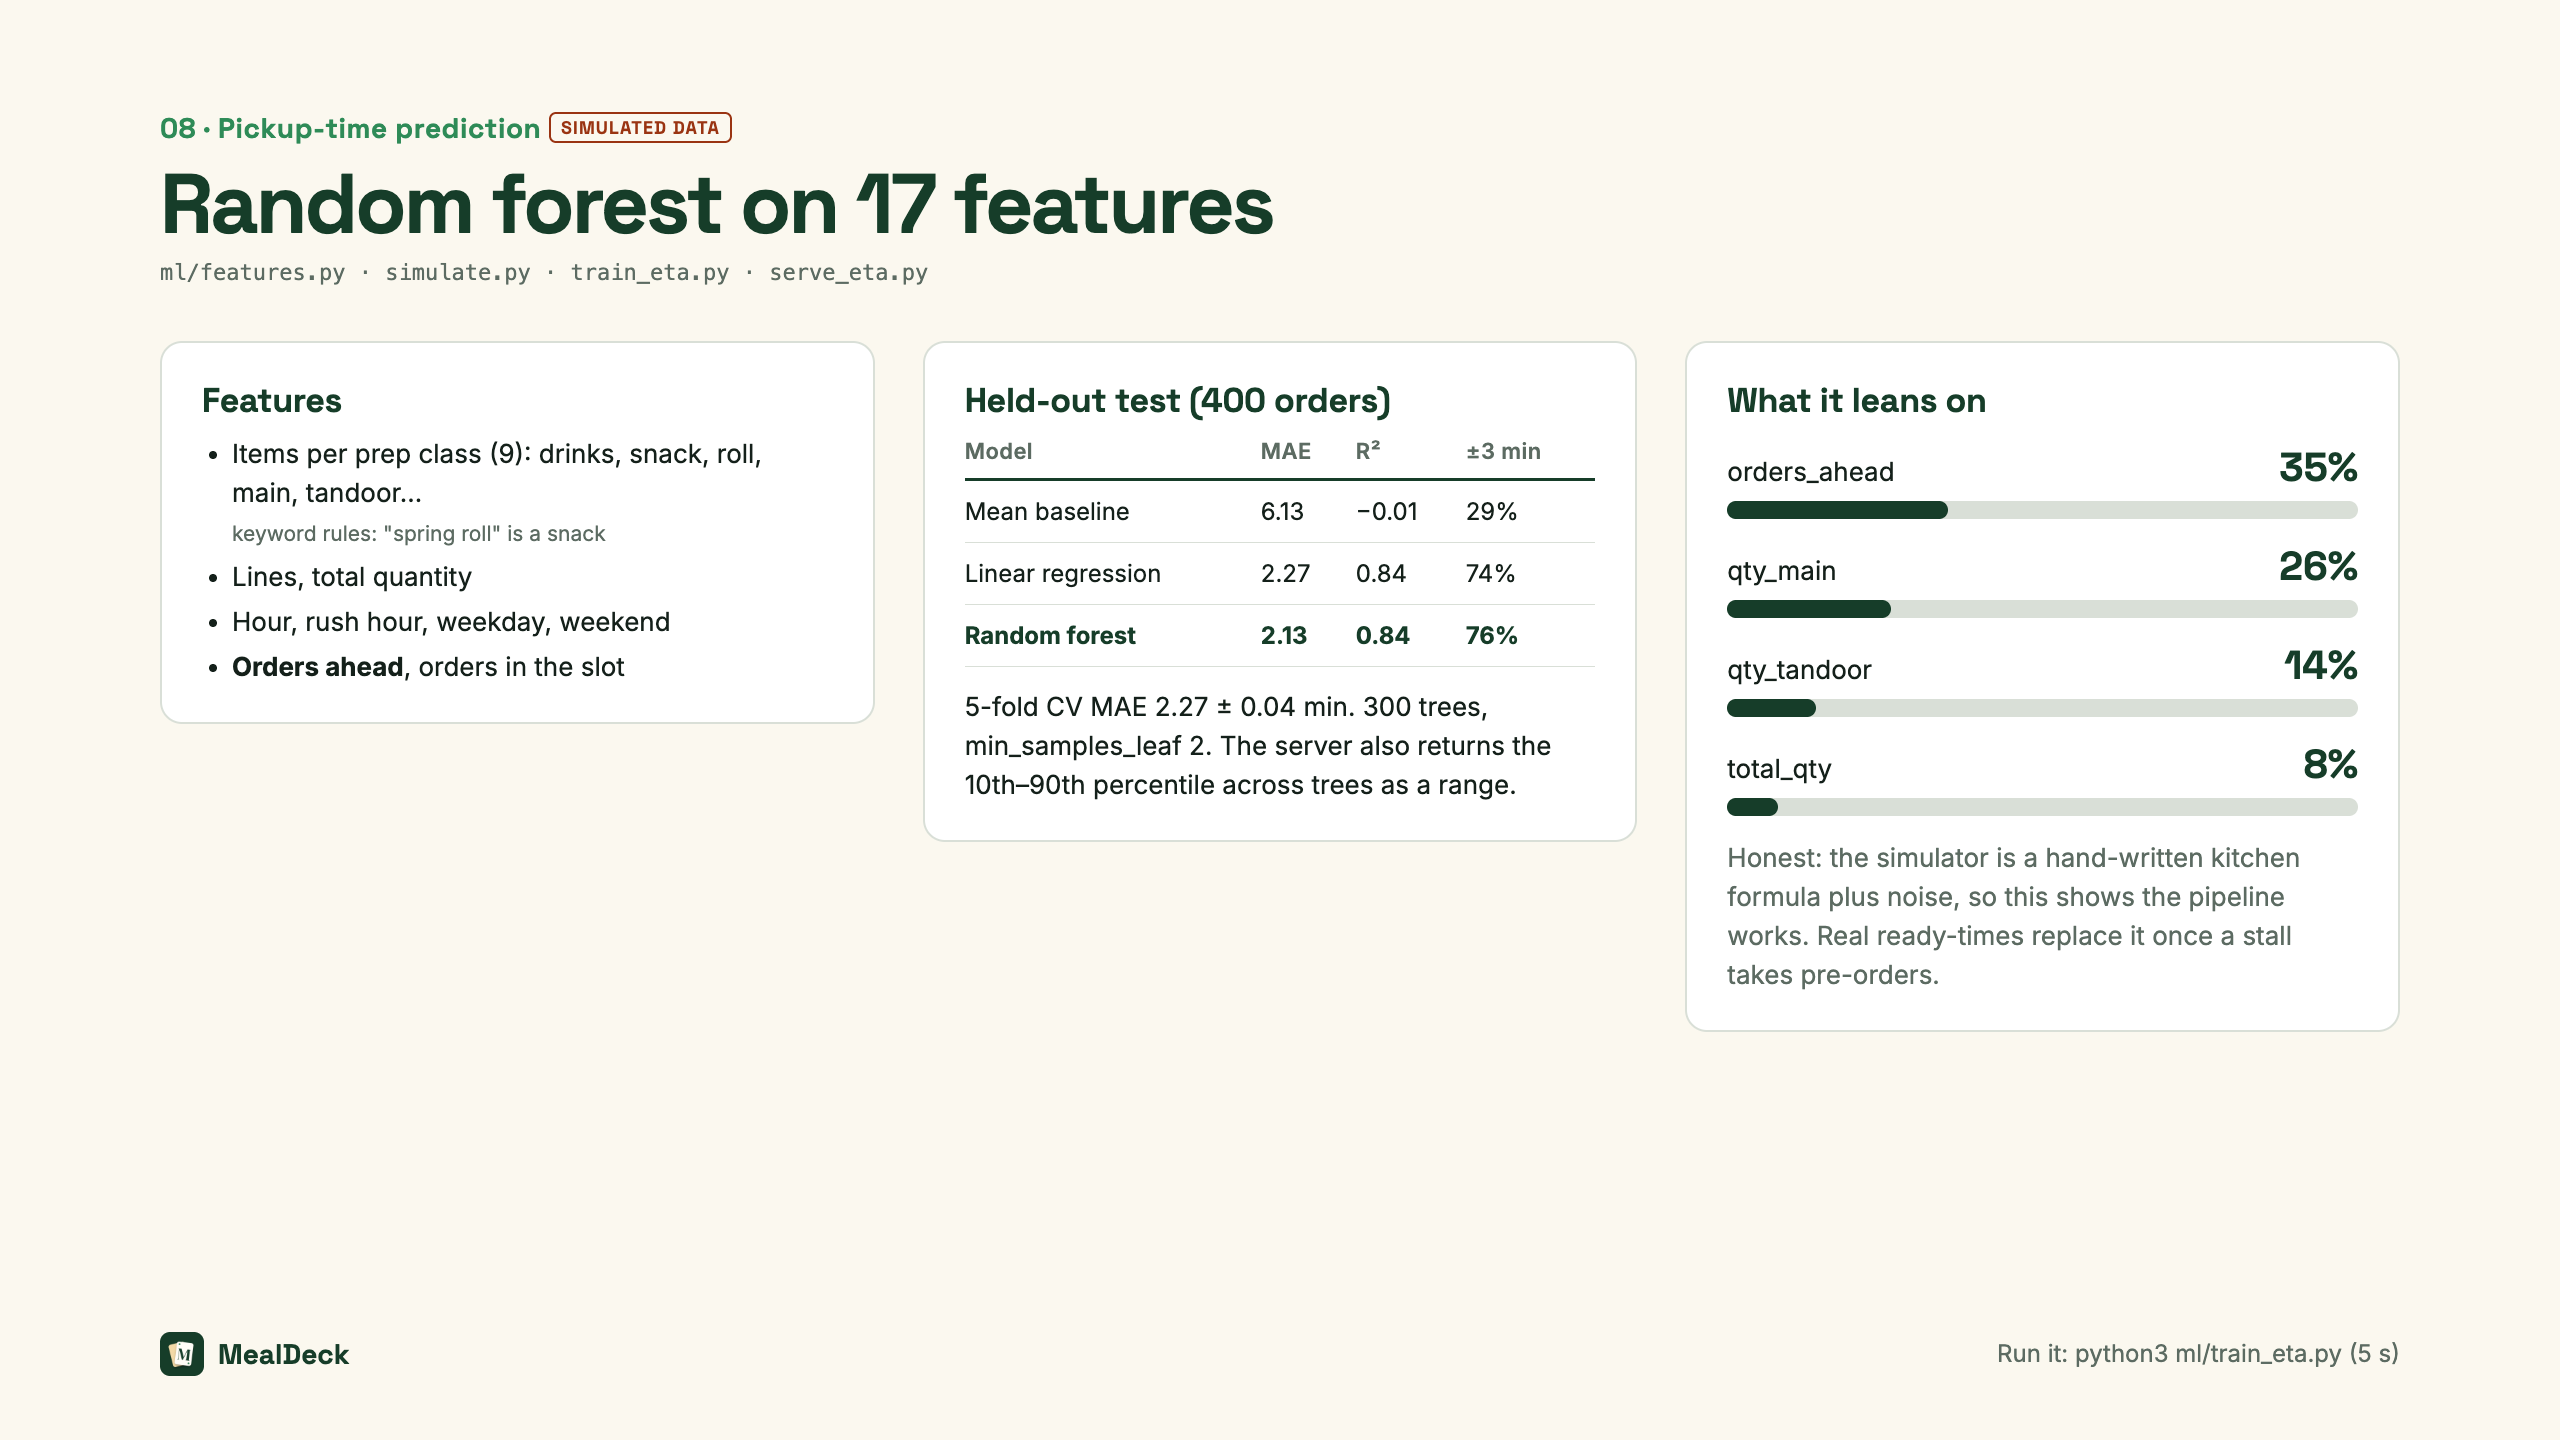 08 · Pickup-time prediction SIMULATED DATA
Random forest on 17 features
ml/features.py · simulate.py · train_eta.py · serve_eta.py
Features
• Items per prep class (9): drinks, snack, roll,
main, tandoor...
keyword rules: "spring roll" is a snack
• Lines, total quantity
• Hour, rush hour, weekday, weekend
• Orders ahead, orders in the slot
Held-out test (400 orders)
Model MAE R² ±3 min
Mean baseline 6.13 −0.01 29%
Linear regression 2.27 0.84 74%
Random forest 2.13 0.84 76%
5-fold CV MAE 2.27 ± 0.04 min. 300 trees,
min_samples_leaf 2. The server also returns the
10th–90th percentile across trees as a range.
What it leans on
orders_ahead 35%
qty_main 26%
qty_tandoor 14%
total_qty 8%
Honest: the simulator is a hand-written kitchen
formula plus noise, so this shows the pipeline
works. Real ready-times replace it once a stall
takes pre-orders.
M MealDeck
Run it: python3 ml/train_eta.py (5 s)